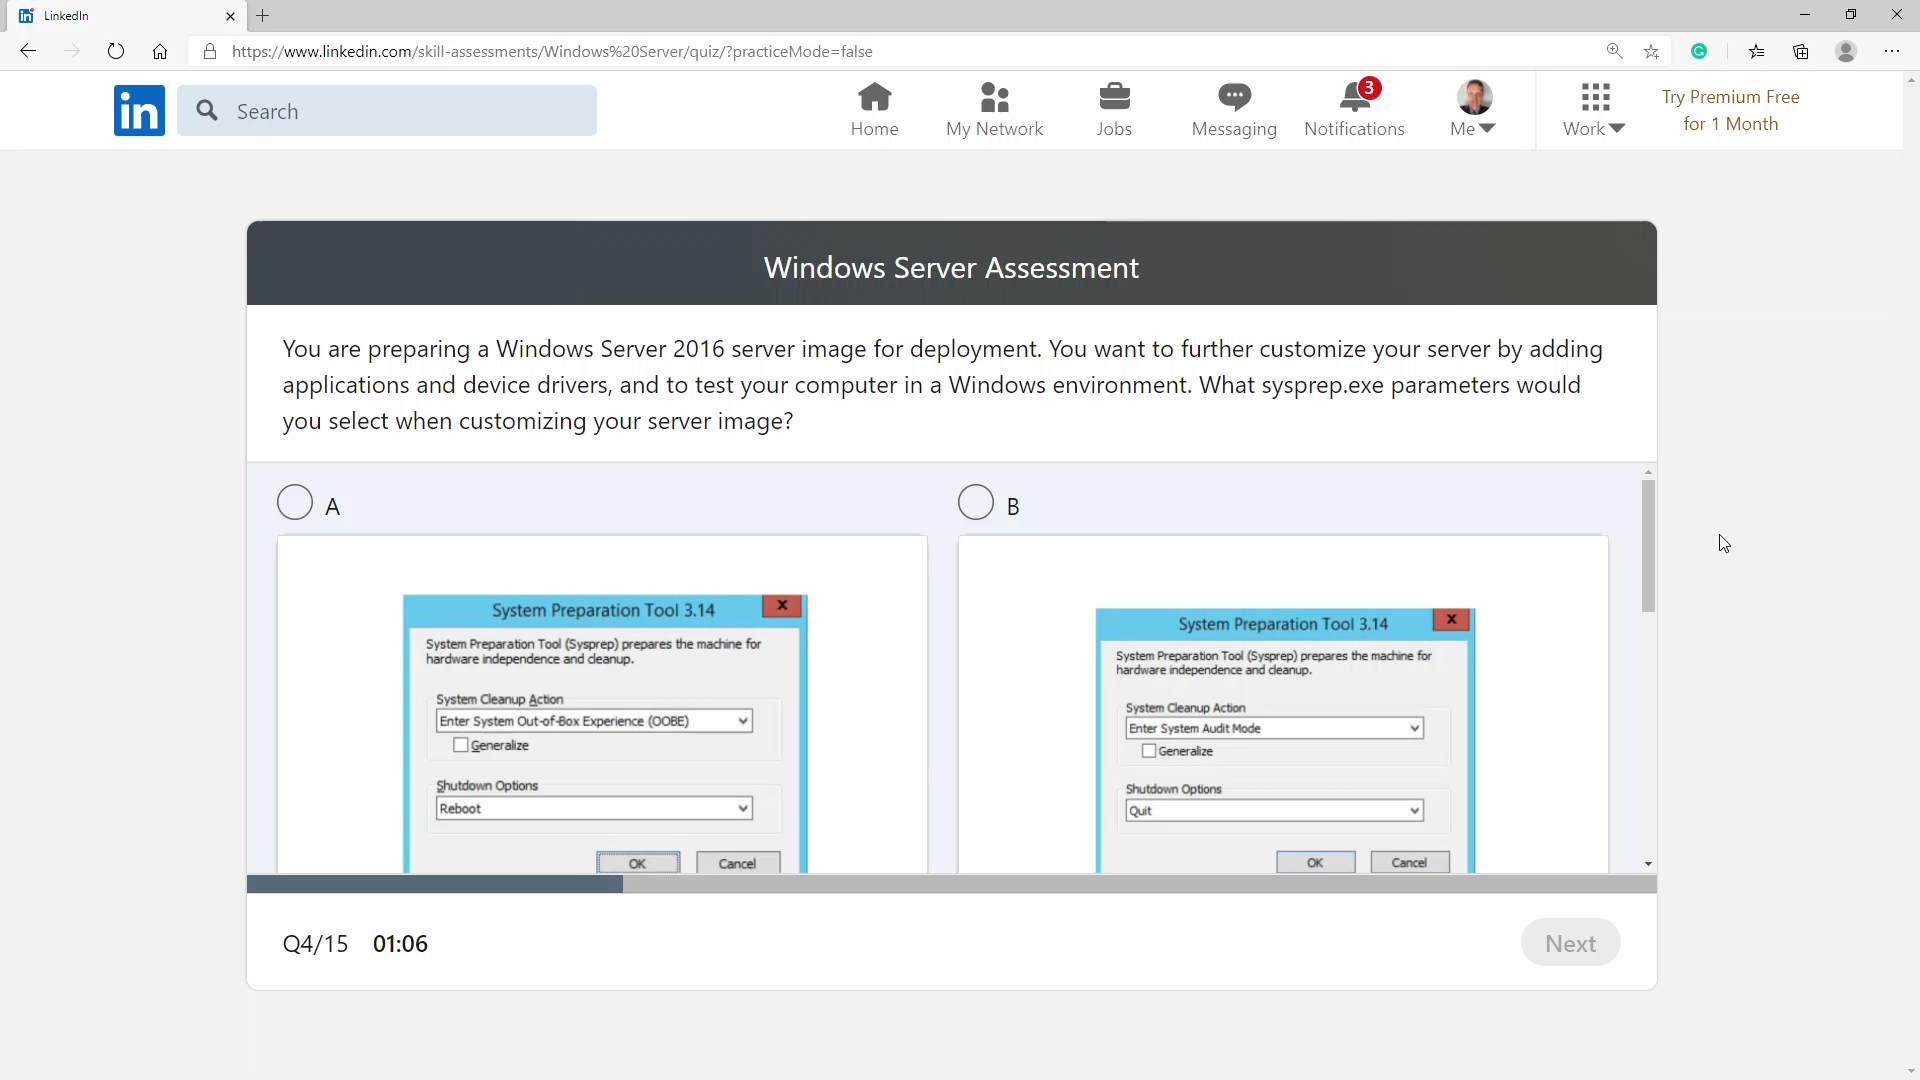 LinkedIn
https://www.linkedin.com/skill-assessments/Windows%20Server/quiz/?practiceMode=false
in
Search
Home
My Network
Jobs
Messaging
3
Notifications
Me
Work
Try Premium Free
for 1 Month
Windows Server Assessment
You are preparing a Windows Server 2016 server image for deployment. You want to further customize your server by adding
applications and device drivers, and to test your computer in a Windows environment. What sysprep.exe parameters would
you select when customizing your server image?
A
System Preparation Tool 3.14
x
System Preparation Tool (Sysprep) prepares the machine for
hardware independence and cleanup.
System Cleanup Action
Enter System Out-of-Box Experience (OOBE)
Generalize
Shutdown Options
Reboot
OK
Cancel
B
System Preparation Tool 3.14
x
System Preparation Tool (Sysprep) prepares the machine for
hardware independence and cleanup.
System Cleanup Action
Enter System Audit Mode
Generalize
Shutdown Options
Quit
OK
Cancel
Q4/15 01:06
Next